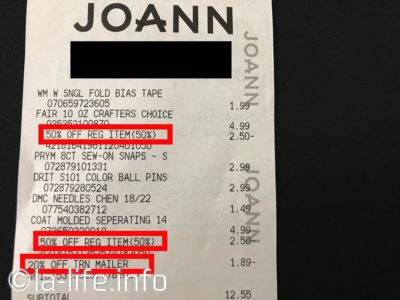 JOANN
JOANN
JOANN
WM W SNGL FOLD BIAS TAPE
070659723605 1.99
FAIR 10 OZ CRAFTERS CHOICE
4.99
50% OFF REG ITEM(50%) 2.50-
PRYM 8CT SEW-ON SNAPS - S
072879101331 2.99
DRIT S101 COLOR BALL PINS
072879280524 2.99
DMC NEEDLES CHEN 18/22
077540382712 1.49
COAT MOLDED SEPERATING 14
4.99
50% OFF REG ITEM(50%) 2.50-
20% OFF TRN MAILER 1.89-
SUBTOTAL 12.55
©la-life.info